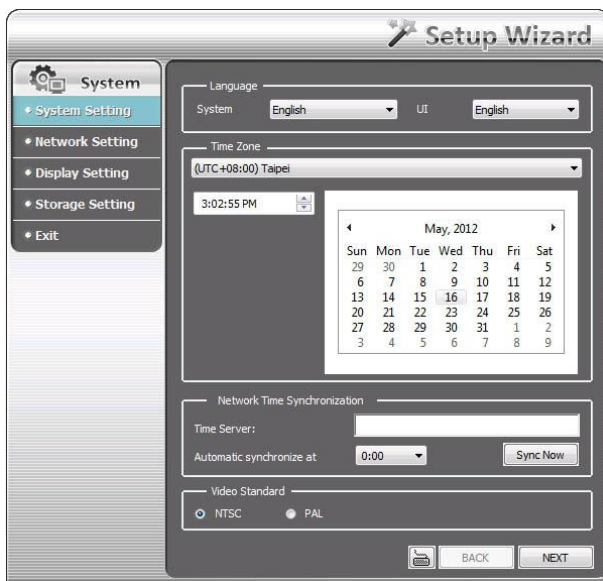 Setup Wizard
System
System Setting
Network Setting
Display Setting
Storage Setting
Exit
Language
System English UI English
Time Zone
(UTC+08:00) Taipei
3:02:55 PM
May, 2012
Sun Mon Tue Wed Thu Fri Sat
29 30 1 2 3 4 5
6 7 8 9 10 11 12
13 14 15 16 17 18 19
20 21 22 23 24 25 26
27 28 29 30 31 1 2
3 4 5 6 7 8 9
Network Time Synchronization
Time Server:
Automatic synchronize at 0:00 Sync Now
Video Standard
NTSC PAL
BACK NEXT